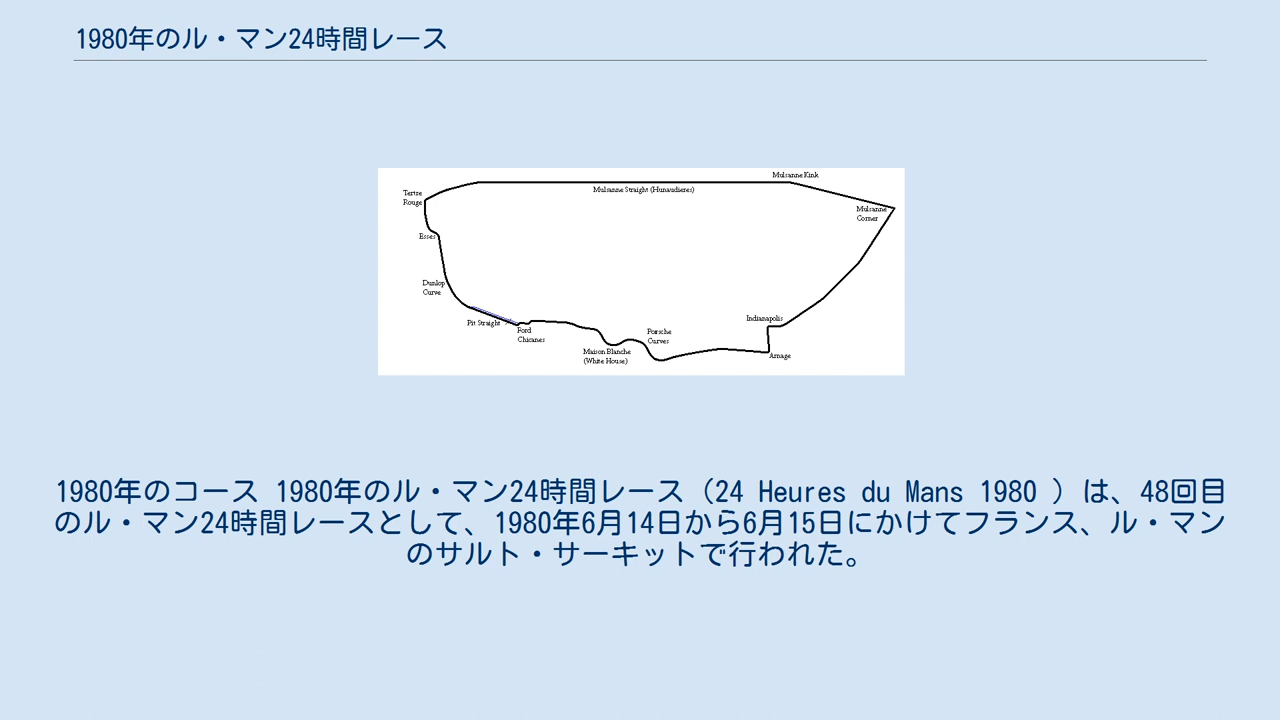 1980年のル・マン24時間レース
Mulsanne Kink
Mulsanne Straight (Hunaudieres)
Tertre
Rouge
Mulsanne
Corner
Esses
Dunlop
Curve
Indianapolis
Pit Straight
Ford
Chicanes
Porsche
Curves
Maison Blanche
(White House)
Arnage
1980年のコース 1980年のル・マン24時間レース（24 Heures du Mans 1980 ）は、48回目
のル・マン24時間レースとして、1980年6月14日から6月15日にかけてフランス、ル・マン
のサルト・サーキットで行われた。